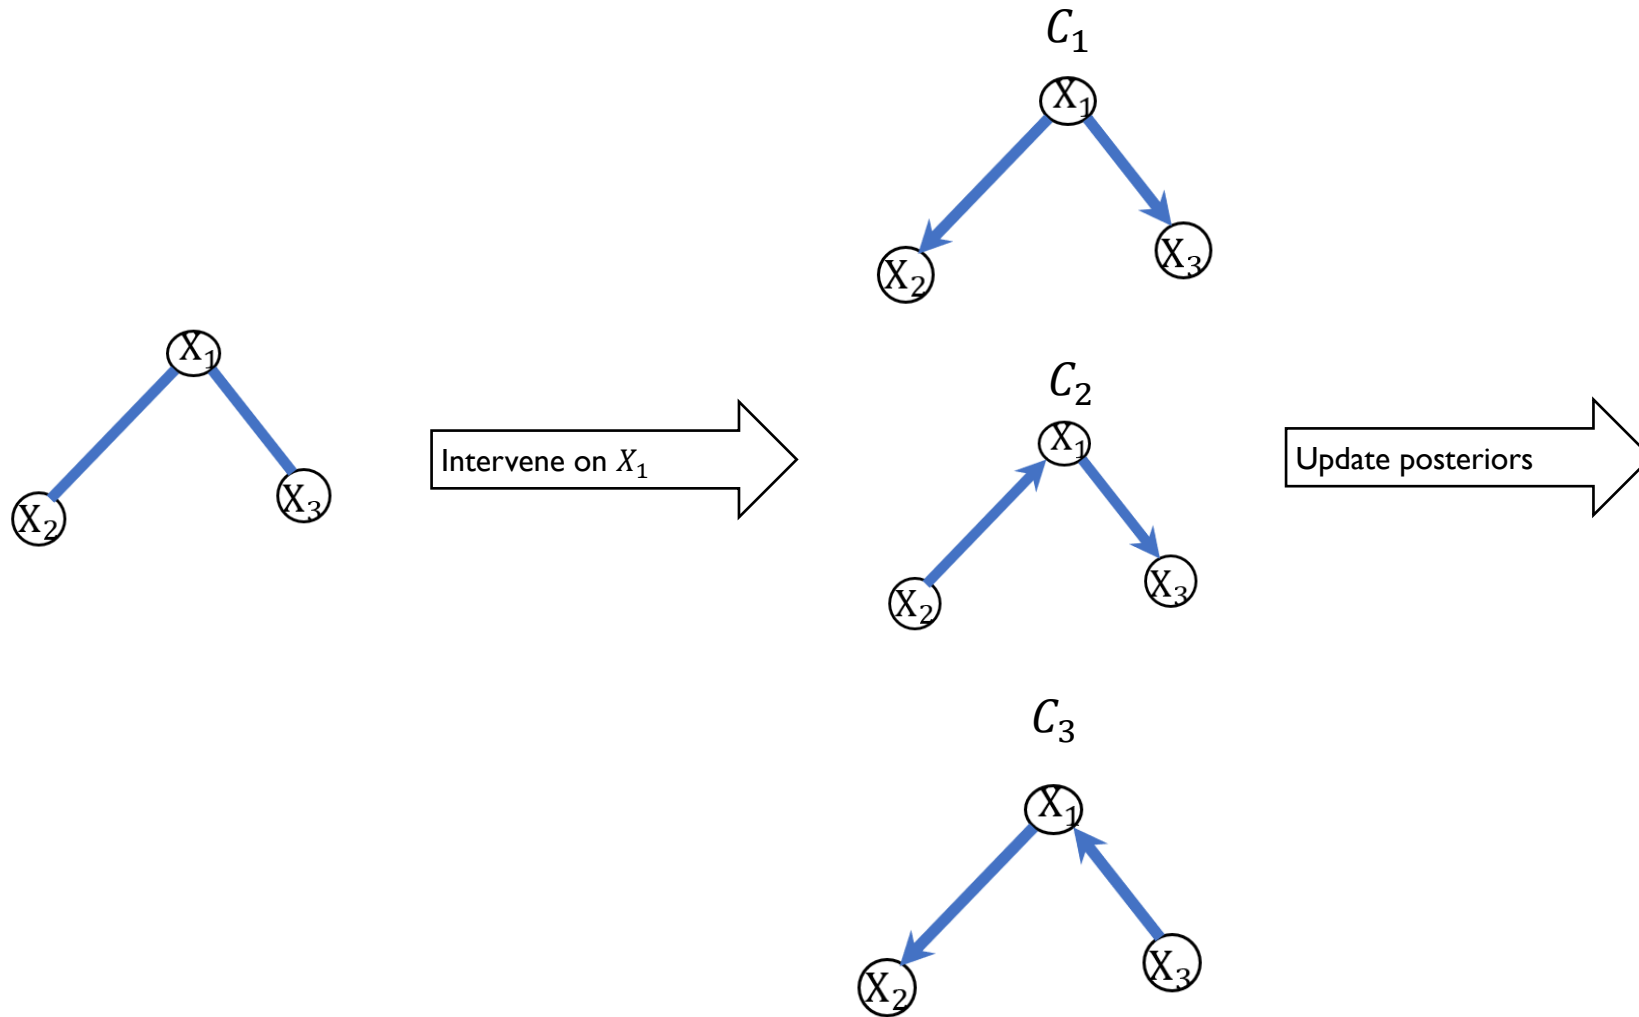 X₁
X₂
X₃
Intervene on X₁
C₁
X₁
X₂
X₃
C₂
X₁
X₂
X₃
C₃
X₁
X₂
X₃
Update posteriors